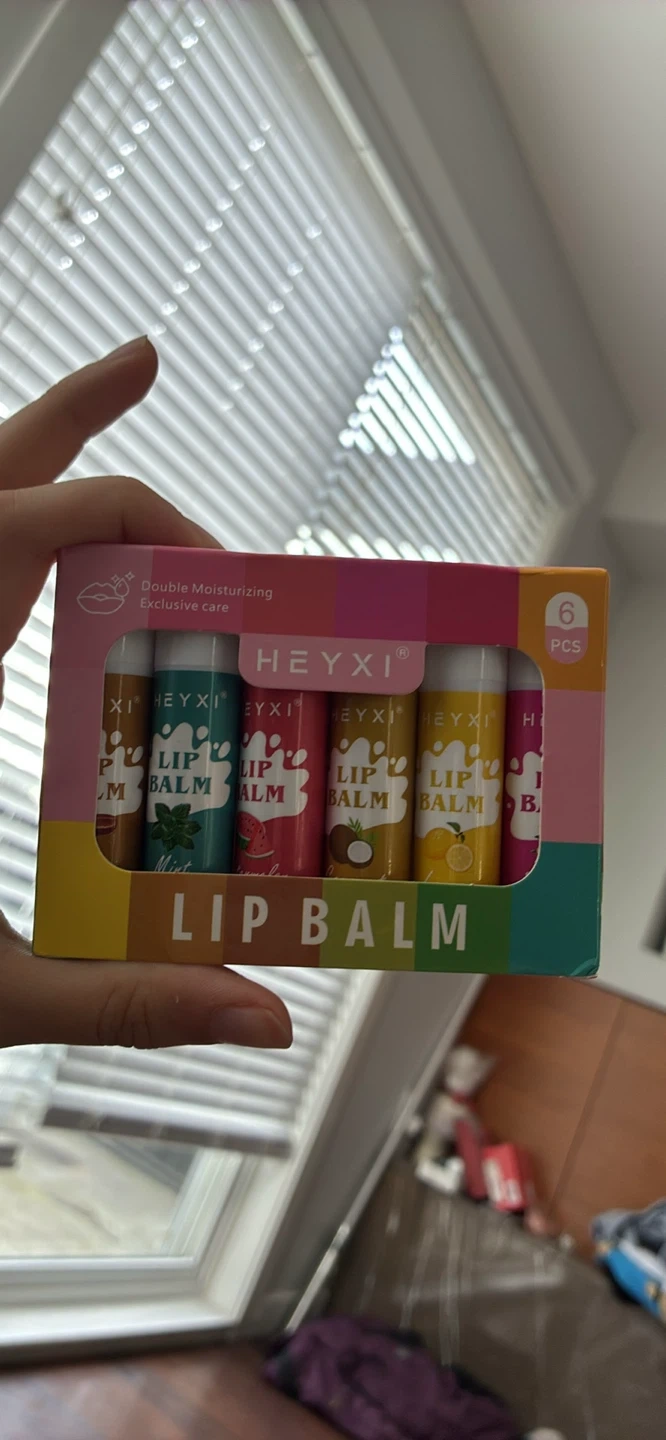 Double Moisturizing
Exclusive care
6
PCS
HEYXI®
HEYXI®
LIP
BALM
Mint
LIP
BALM
HEYXI®
LIP
BALM
HEYXI®
LIP
BALM
LIP BALM